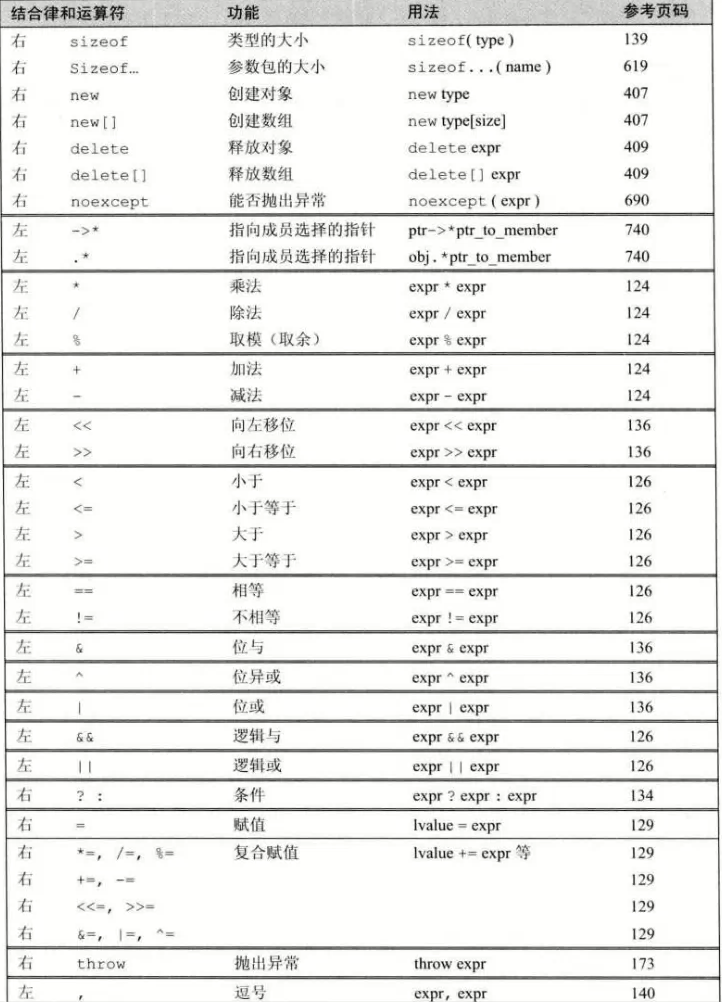 结合律和运算符 功能 用法 参考页码
右 sizeof 类型的大小 sizeof(type) 139
右 Sizeof… 参数包的大小 sizeof...(name) 619
右 new 创建对象 new type 407
右 new[] 创建数组 new type[size] 407
右 delete 释放对象 delete expr 409
右 delete[] 释放数组 delete[] expr 409
右 noexcept 能否抛出异常 noexcept(expr) 690
左 ->* 指向成员选择的指针 ptr->*ptr_to_member 740
左 .* 指向成员选择的指针 obj.*ptr_to_member 740
左 * 乘法 expr * expr 124
左 / 除法 expr / expr 124
左 % 取模（取余） expr % expr 124
左 + 加法 expr + expr 124
左 - 减法 expr - expr 124
左 << 向左移位 expr << expr 136
左 >> 向右移位 expr >> expr 136
左 < 小于 expr < expr 126
左 <= 小于等于 expr <= expr 126
左 > 大于 expr > expr 126
左 >= 大于等于 expr >= expr 126
左 == 相等 expr == expr 126
左 != 不相等 expr != expr 126
左 & 位与 expr & expr 136
左 ^ 位异或 expr ^ expr 136
左 | 位或 expr | expr 136
左 && 逻辑与 expr && expr 126
左 || 逻辑或 expr || expr 126
右 ? : 条件 expr ? expr : expr 134
右 = 赋值 lvalue = expr 129
右 *=, /=, %= 复合赋值 lvalue += expr 等 129
右 +=, -= 129
右 <<=, >>= 129
右 &=, |=, ^= 129
右 throw 抛出异常 throw expr 173
左 , 逗号 expr, expr 140